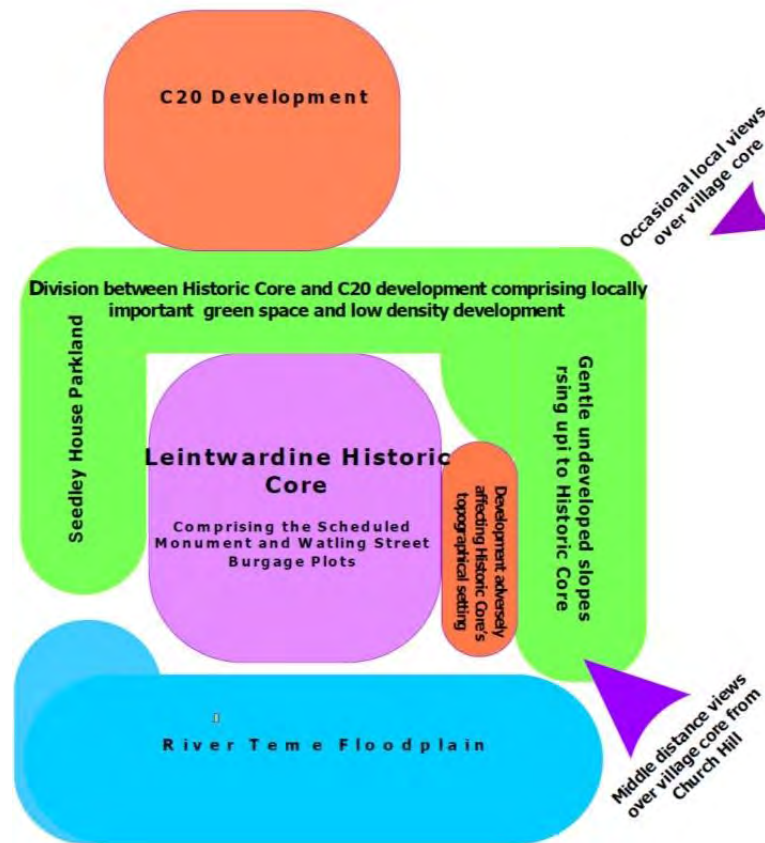 C20 Development
Occasional local views
over village core
Division between Historic Core and C20 development comprising locally
important green space and low density development
Seedley House Parkland
Gentle undeveloped slopes
rsing upi to Historic Core
Leintwardine Historic
Core
Comprising the Scheduled
Monument and Watling Street
Burgage Plots
Development adversely
affecting Historic Core's
topographical setting
River Teme Floodplain
Middle distance views
over village core from
Church Hill